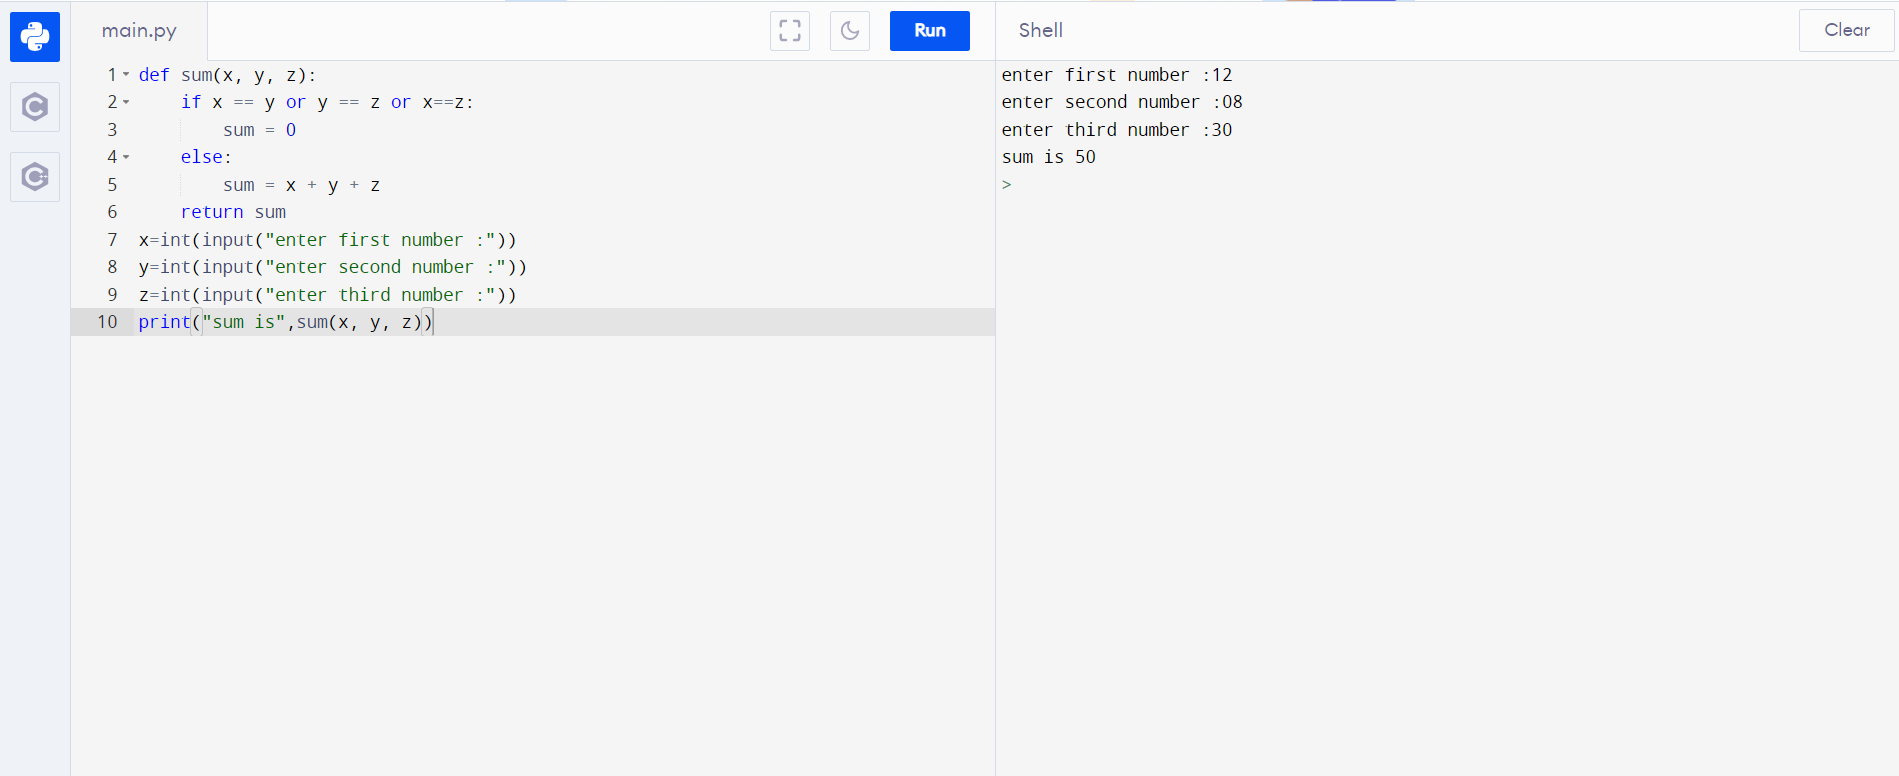 main.py
Run
Shell
Clear
1 def sum(x, y, z):
2     if x == y or y == z or x==z:
3         sum = 0
4     else:
5         sum = x + y + z
6     return sum
7 x=int(input("enter first number :"))
8 y=int(input("enter second number :"))
9 z=int(input("enter third number :"))
10 print("sum is",sum(x, y, z))
enter first number :12
enter second number :08
enter third number :30
sum is 50
>